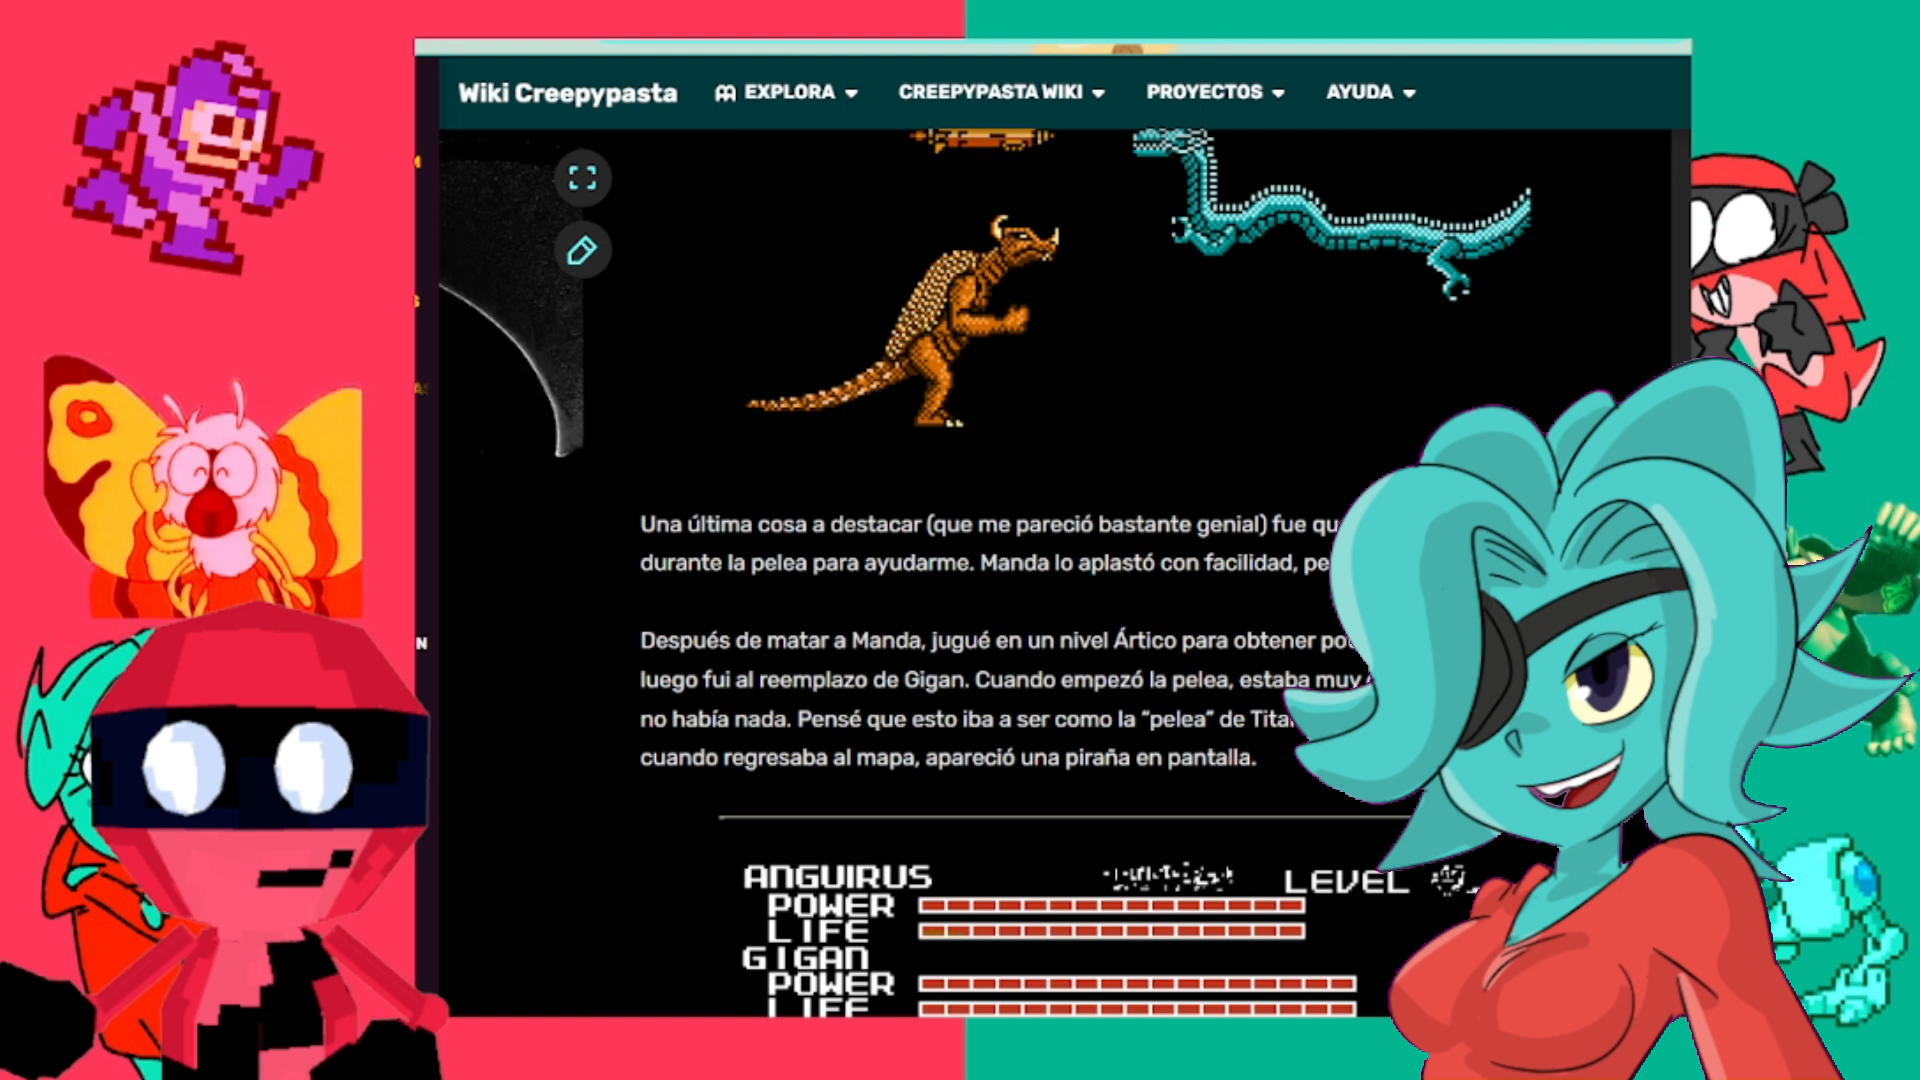 Wiki Creepypasta EXPLORA CREEPYPASTA WIKI PROYECTOS AYUDA
Una última cosa a destacar (que me pareció bastante genial) fue
durante la pelea para ayudarme. Manda lo aplastó con facilidad,
Después de matar a Manda, jugué en un nivel Ártico para obtener
luego fui al reemplazo de Gigan. Cuando empezó la pelea, estaba muy
no había nada. Pensé que esto iba a ser como la “pelea” de
cuando regresaba al mapa, apareció una piraña en pantalla.
ANGUIRUS LEVEL
POWER
LIFE
GIGAN
POWER
LIFE